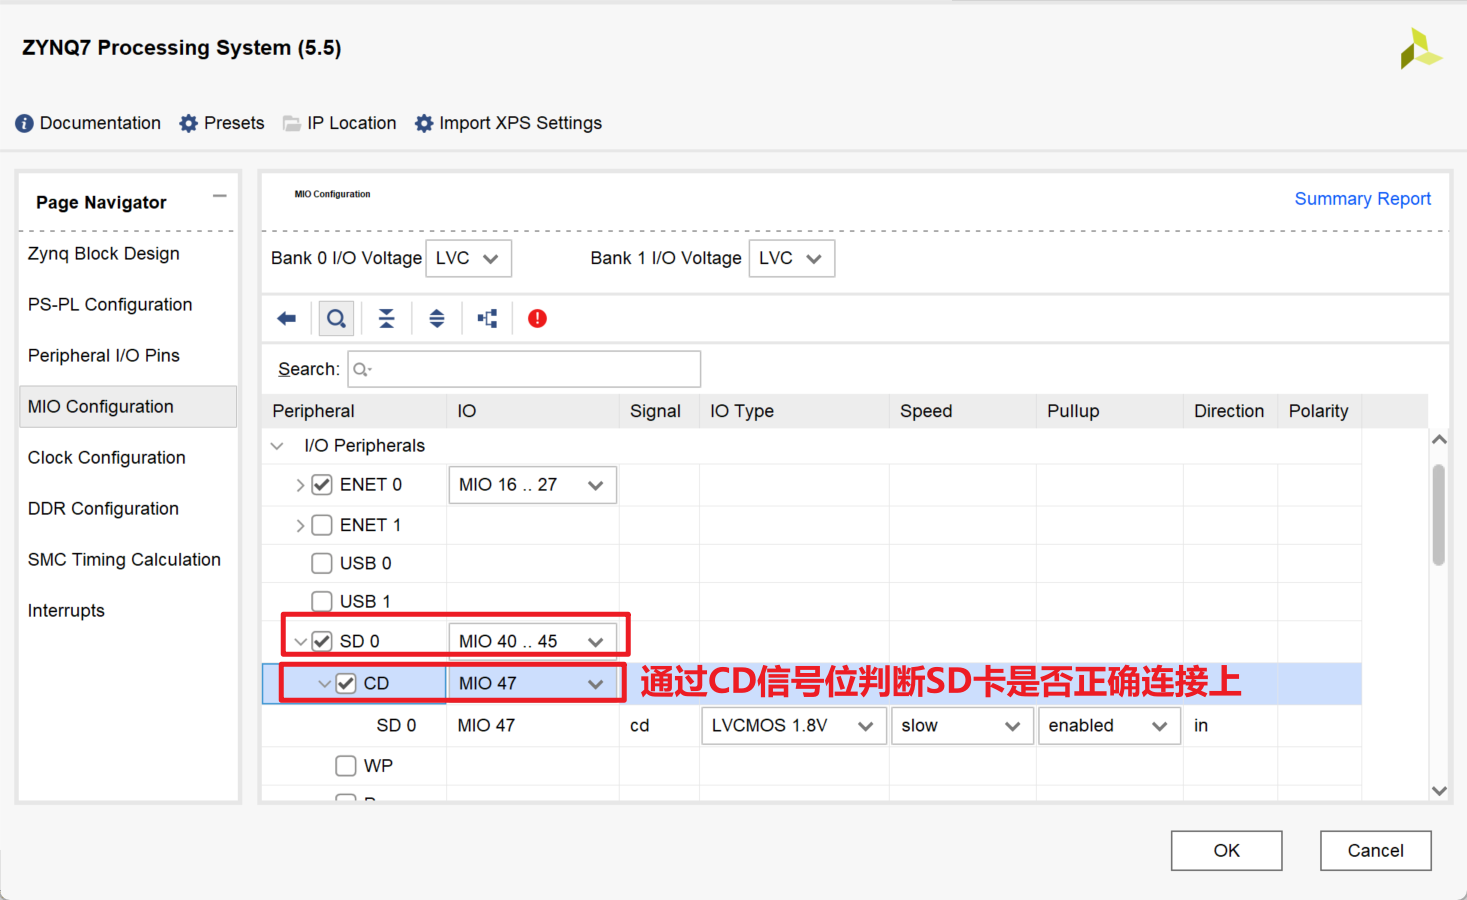 ZYNQ7 Processing System (5.5)
Documentation Presets IP Location Import XPS Settings
Page Navigator
Zynq Block Design
PS-PL Configuration
Peripheral I/O Pins
MIO Configuration
Clock Configuration
DDR Configuration
SMC Timing Calculation
Interrupts
MIO Configuration
Summary Report
Bank 0 I/O Voltage LVC Bank 1 I/O Voltage LVC
Search:
Peripheral IO Signal IO Type Speed Pullup Direction Polarity
I/O Peripherals
ENET 0 MIO 16 .. 27
ENET 1
USB 0
USB 1
SD 0 MIO 40 .. 45
CD MIO 47 通过CD信号位判断SD卡是否正确连接上
SD 0 MIO 47 cd LVCMOS 1.8V slow enabled in
WP
OK Cancel